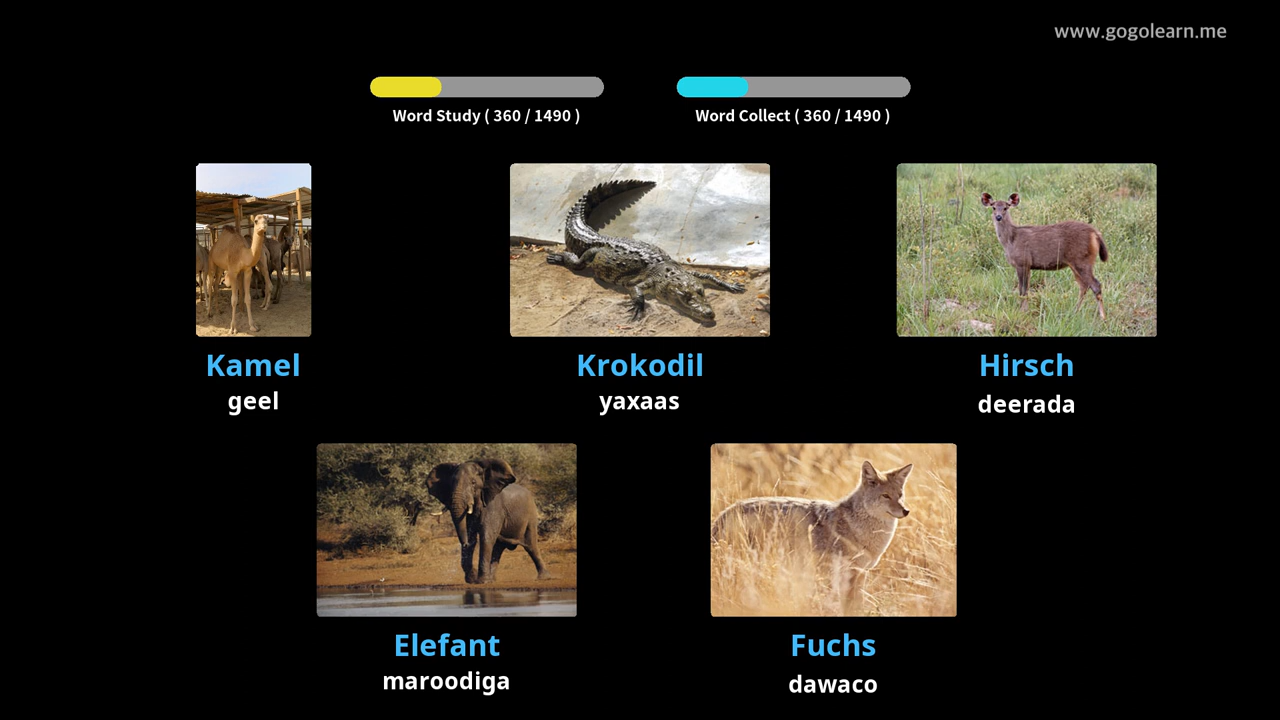 www.gogolearn.me
Word Study ( 360 / 1490 )
Word Collect ( 360 / 1490 )
Kamel
geel
Krokodil
yaxaas
Hirsch
deerada
Elefant
maroodiga
Fuchs
dawaco